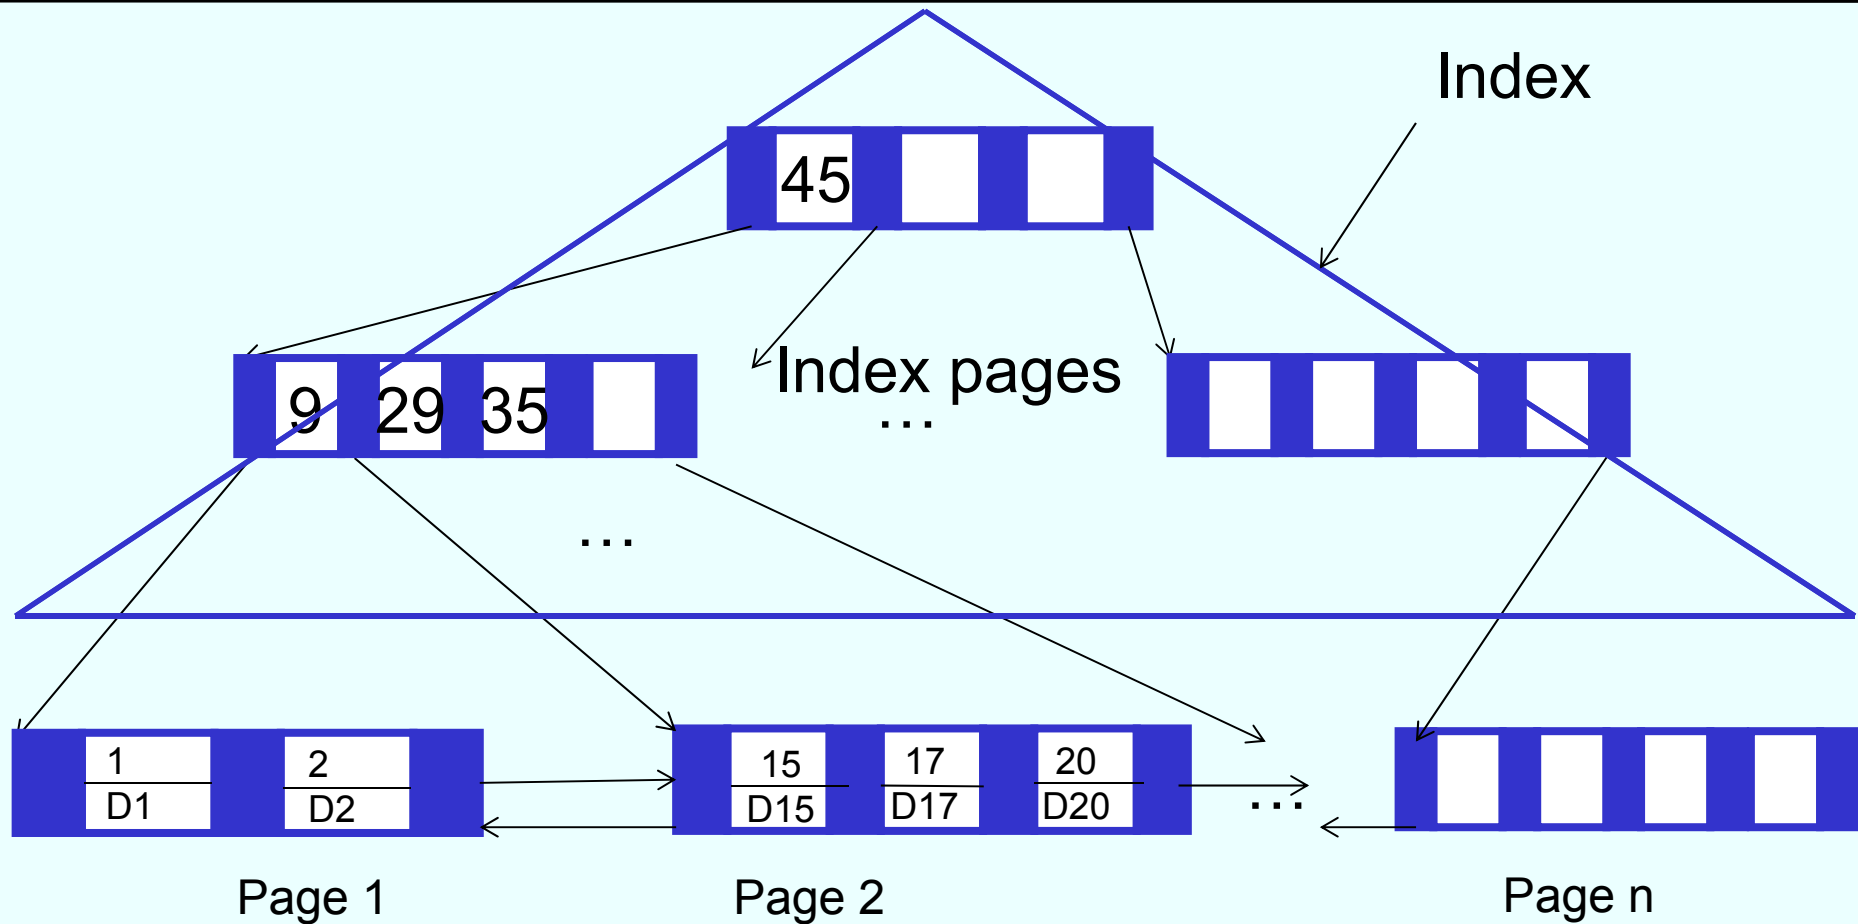 Index
45
Index pages
...
9 29 35
...
1 2 15 17 20
D1 D2 D15 D17 D20
...
Page 1 Page 2 Page n